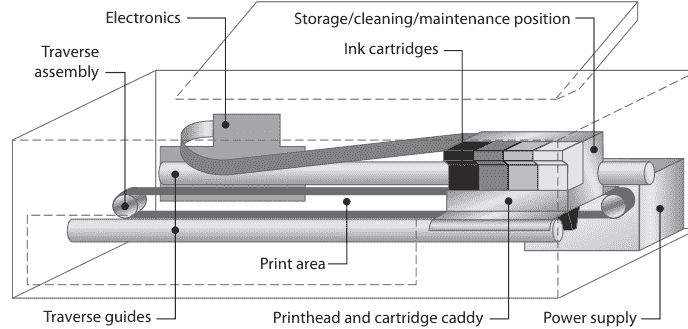 Electronics
Storage/cleaning/maintenance position
Traverse
assembly
Ink cartridges
Print area
Traverse guides
Printhead and cartridge caddy
Power supply